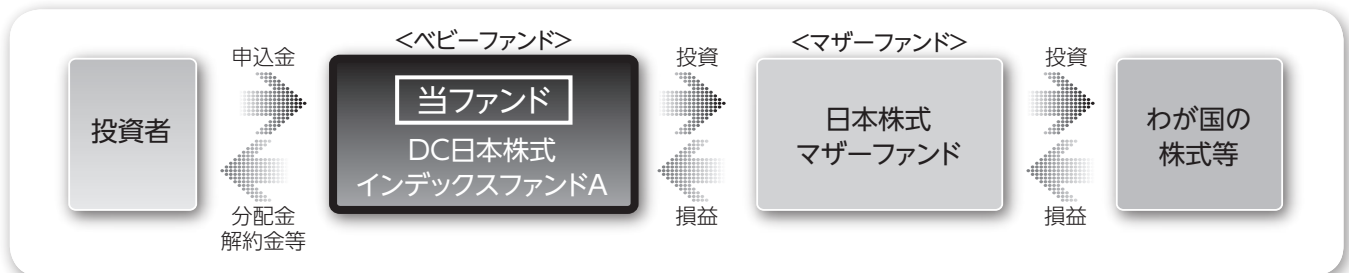 投資者
申込金
分配金
解約金等
<ベビーファンド>
当ファンド
DC日本株式
インデックスファンドA
投資
損益
<マザーファンド>
日本株式
マザーファンド
投資
損益
わが国の
株式等